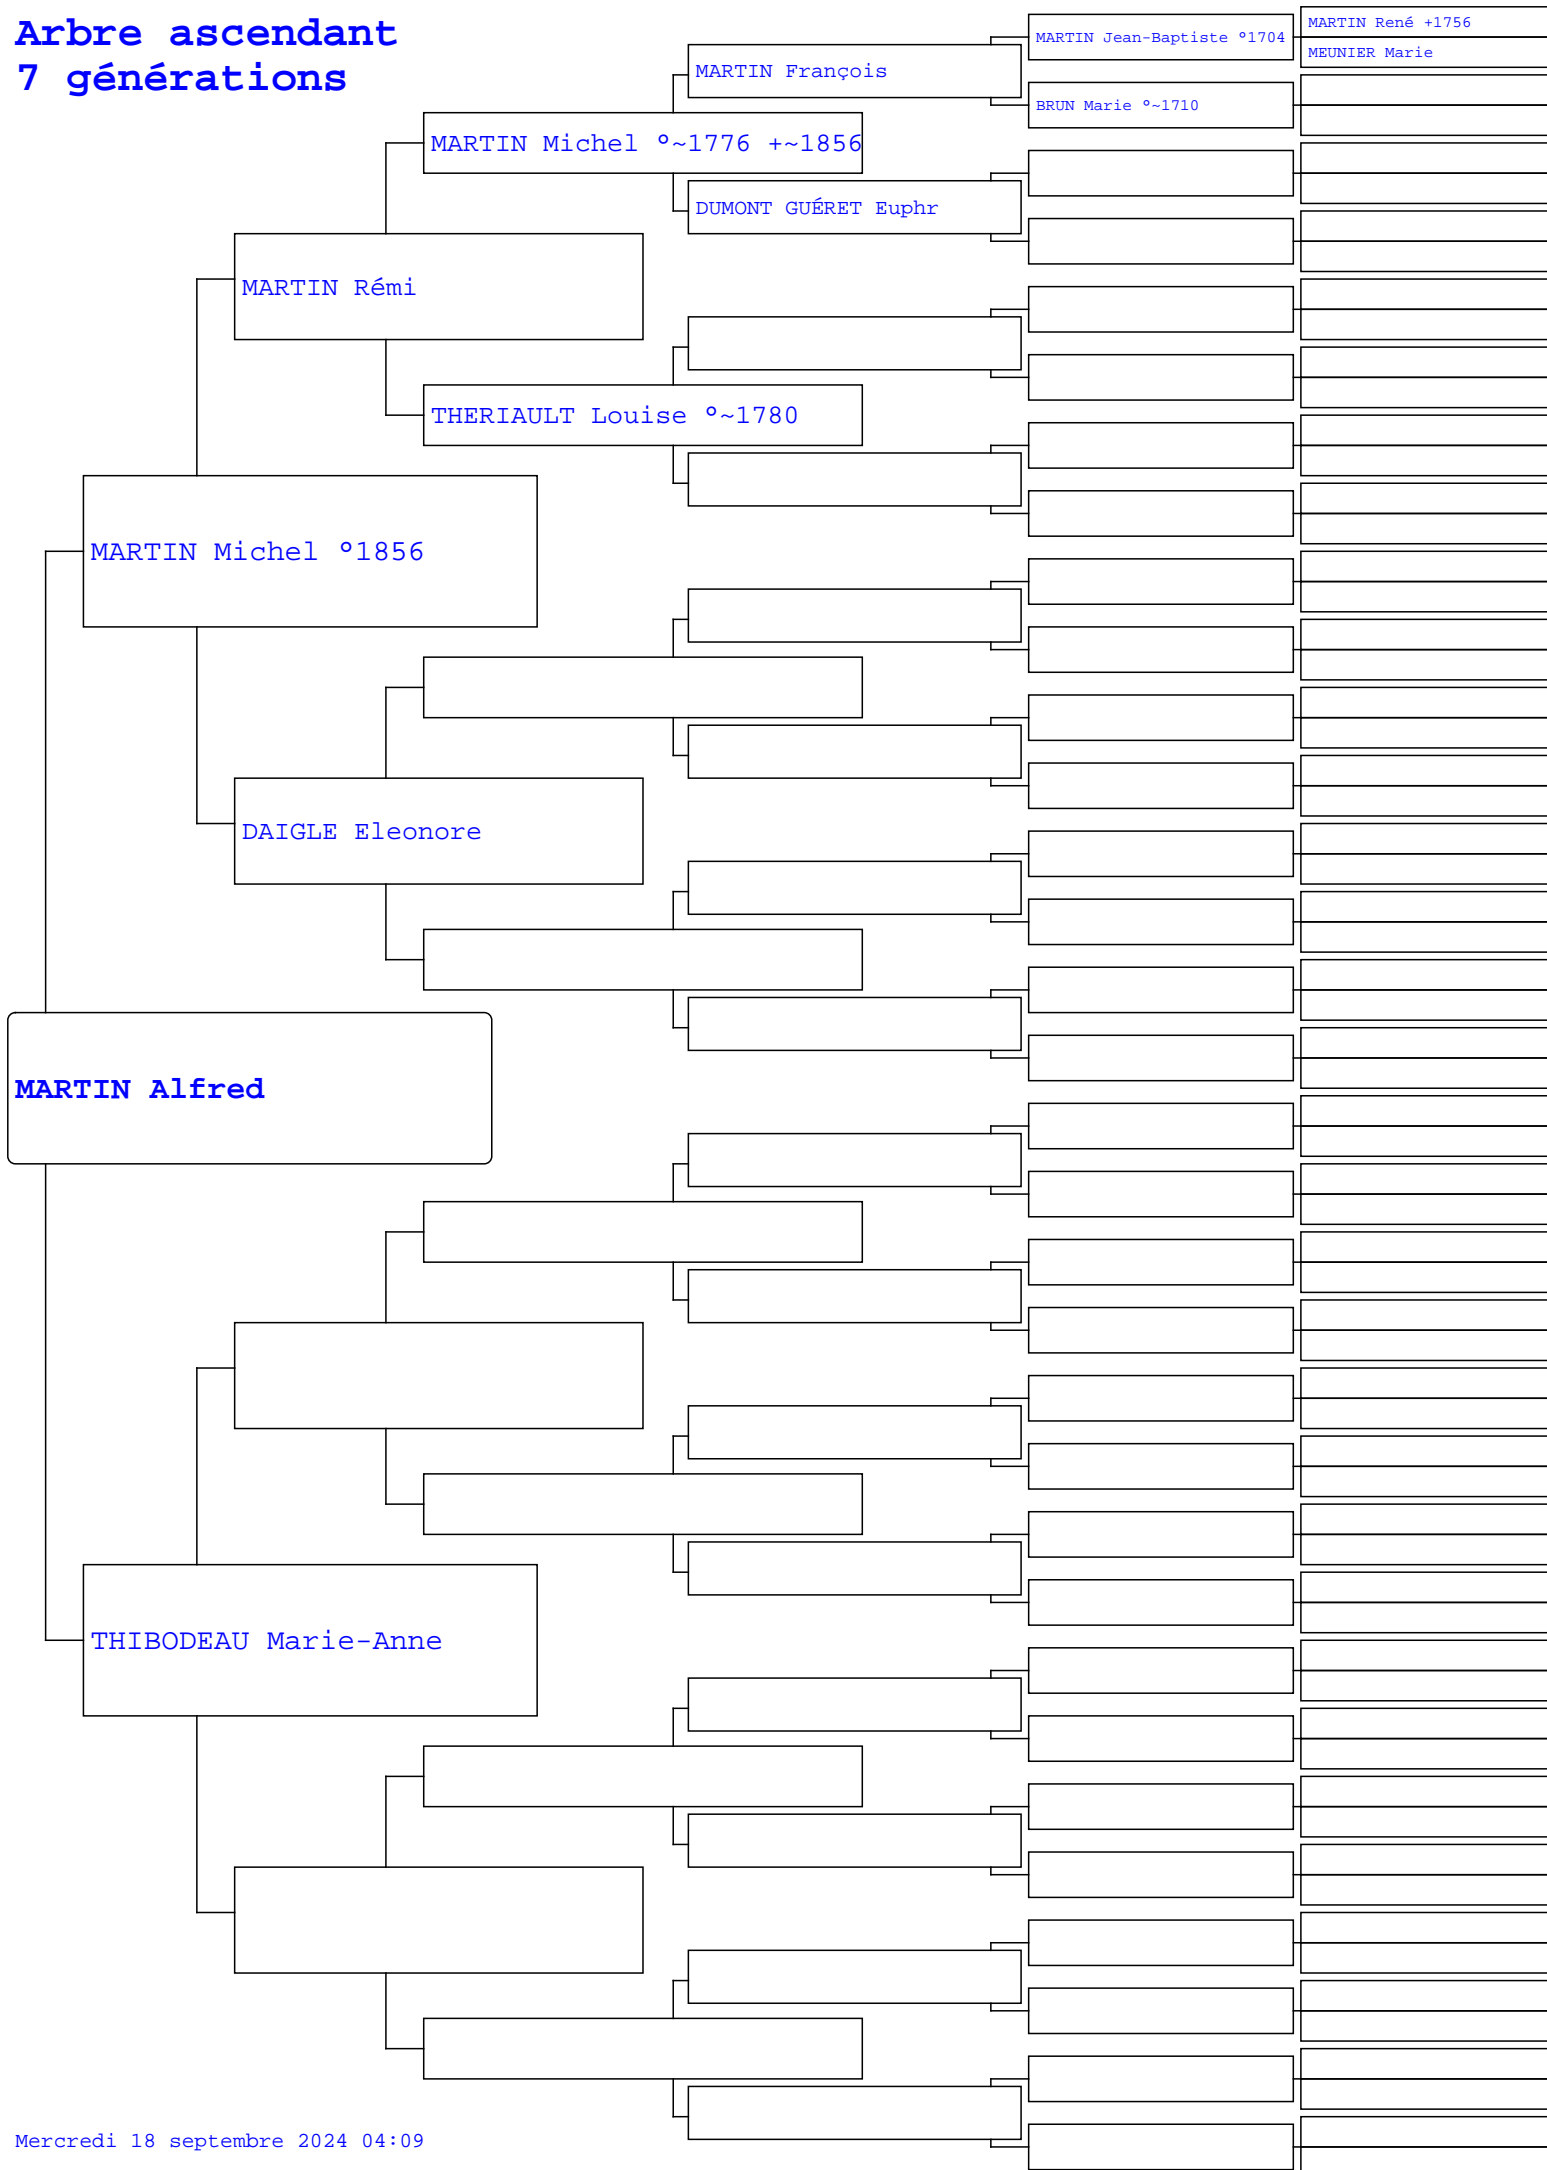 Arbre ascendant
7 générations
MARTIN René +1756
MARTIN Jean-Baptiste °1704
MEUNIER Marie
MARTIN François
BRUN Marie °~1710
MARTIN Michel °~1776 +~1856
DUMONT GUÉRET Euphr
MARTIN Rémi
THERIAULT Louise °~1780
MARTIN Michel °1856
DAIGLE Eleonore
MARTIN Alfred
THIBODEAU Marie-Anne
Mercredi 18 septembre 2024 04:09